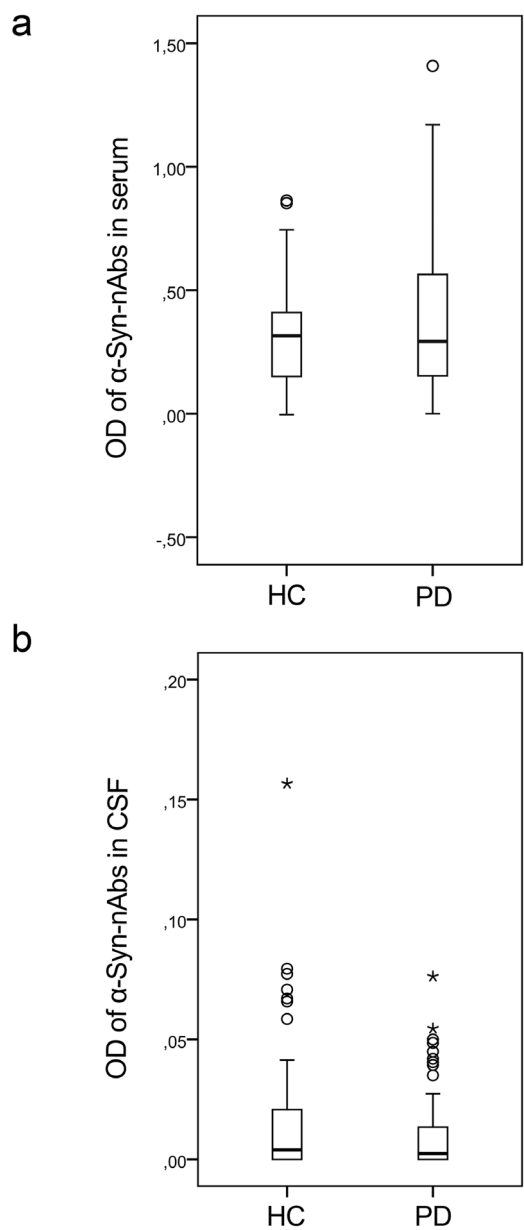 a
OD of α-Syn-nAbs in serum
1,50
1,00
,50
,00
-,50
HC PD
b
OD of α-Syn-nAbs in CSF
,20
,15
,10
,05
,00
HC PD